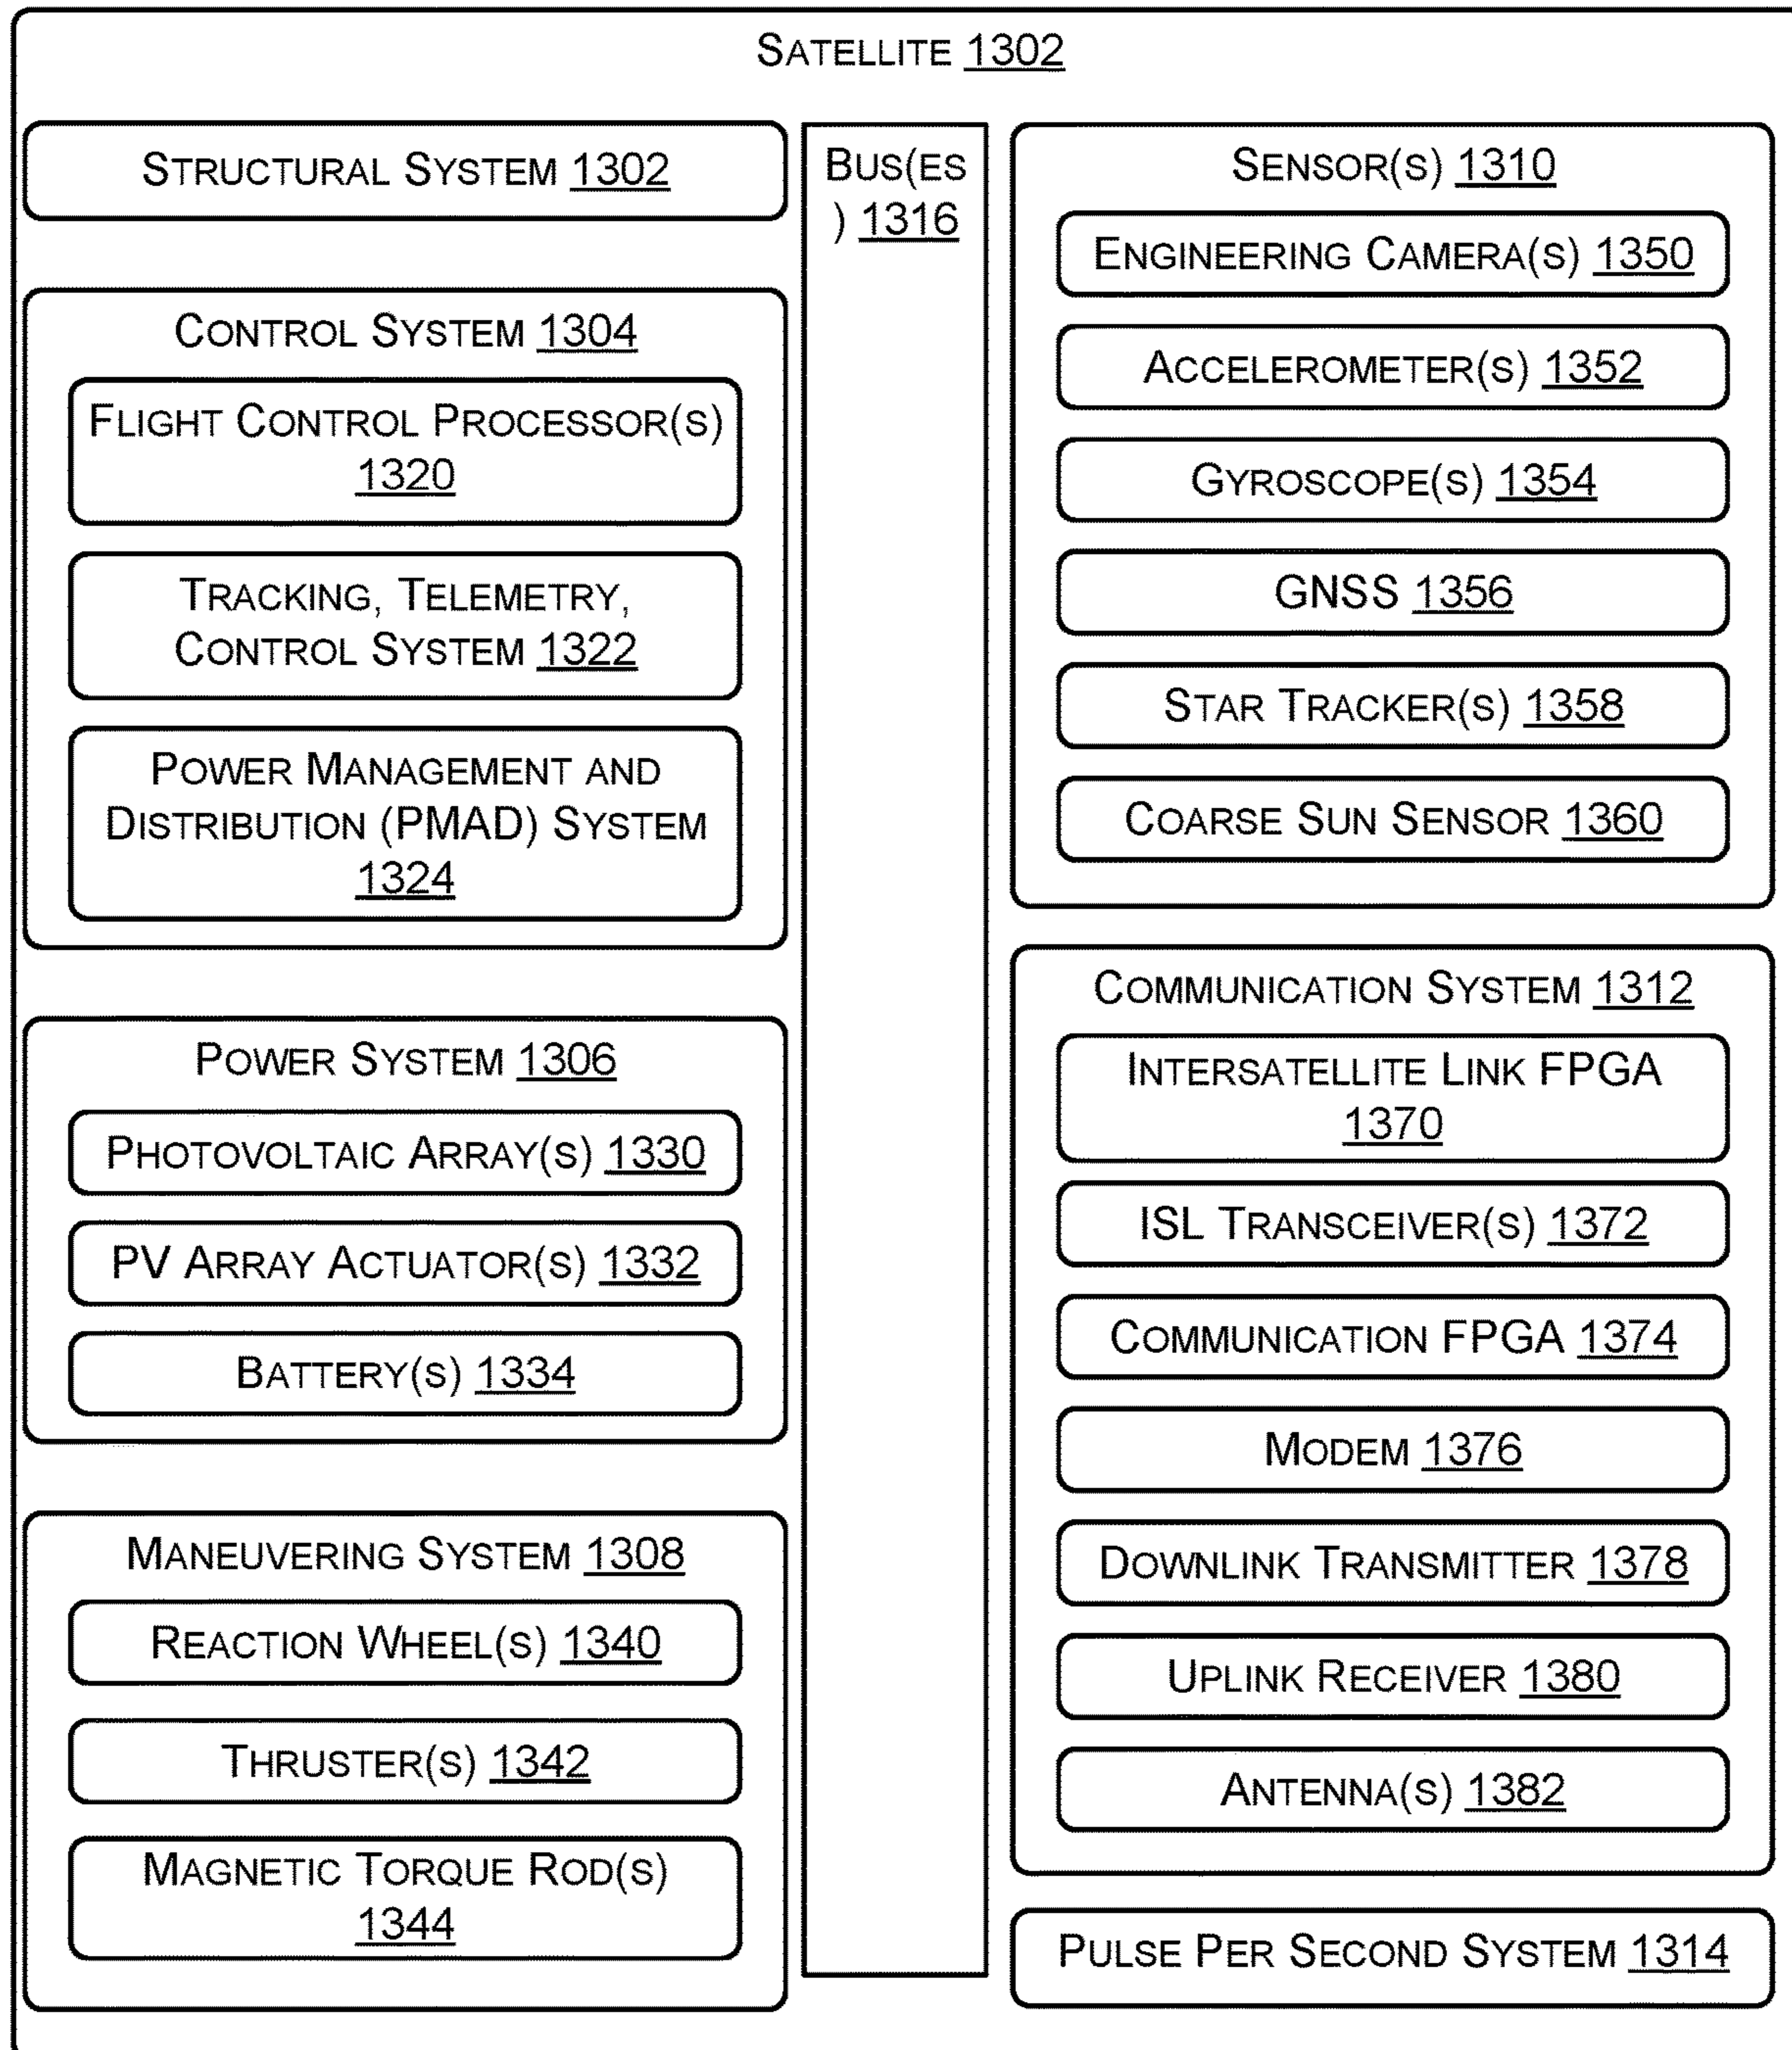 SATELLITE 1302
STRUCTURAL SYSTEM 1302
CONTROL SYSTEM 1304
FLIGHT CONTROL PROCESSOR(S)
1320
TRACKING, TELEMETRY,
CONTROL SYSTEM 1322
POWER MANAGEMENT AND
DISTRIBUTION (PMAD) SYSTEM
1324
POWER SYSTEM 1306
PHOTOVOLTAIC ARRAY(S) 1330
PV ARRAY ACTUATOR(S) 1332
BATTERY(S) 1334
MANEUVERING SYSTEM 1308
REACTION WHEEL(S) 1340
THRUSTER(S) 1342
MAGNETIC TORQUE ROD(S)
1344
BUS(ES
) 1316
SENSOR(S) 1310
ENGINEERING CAMERA(S) 1350
ACCELEROMETER(S) 1352
GYROSCOPE(S) 1354
GNSS 1356
STAR TRACKER(S) 1358
COARSE SUN SENSOR 1360
COMMUNICATION SYSTEM 1312
INTERSATELLITE LINK FPGA
1370
ISL TRANSCEIVER(S) 1372
COMMUNICATION FPGA 1374
MODEM 1376
DOWNLINK TRANSMITTER 1378
UPLINK RECEIVER 1380
ANTENNA(S) 1382
PULSE PER SECOND SYSTEM 1314